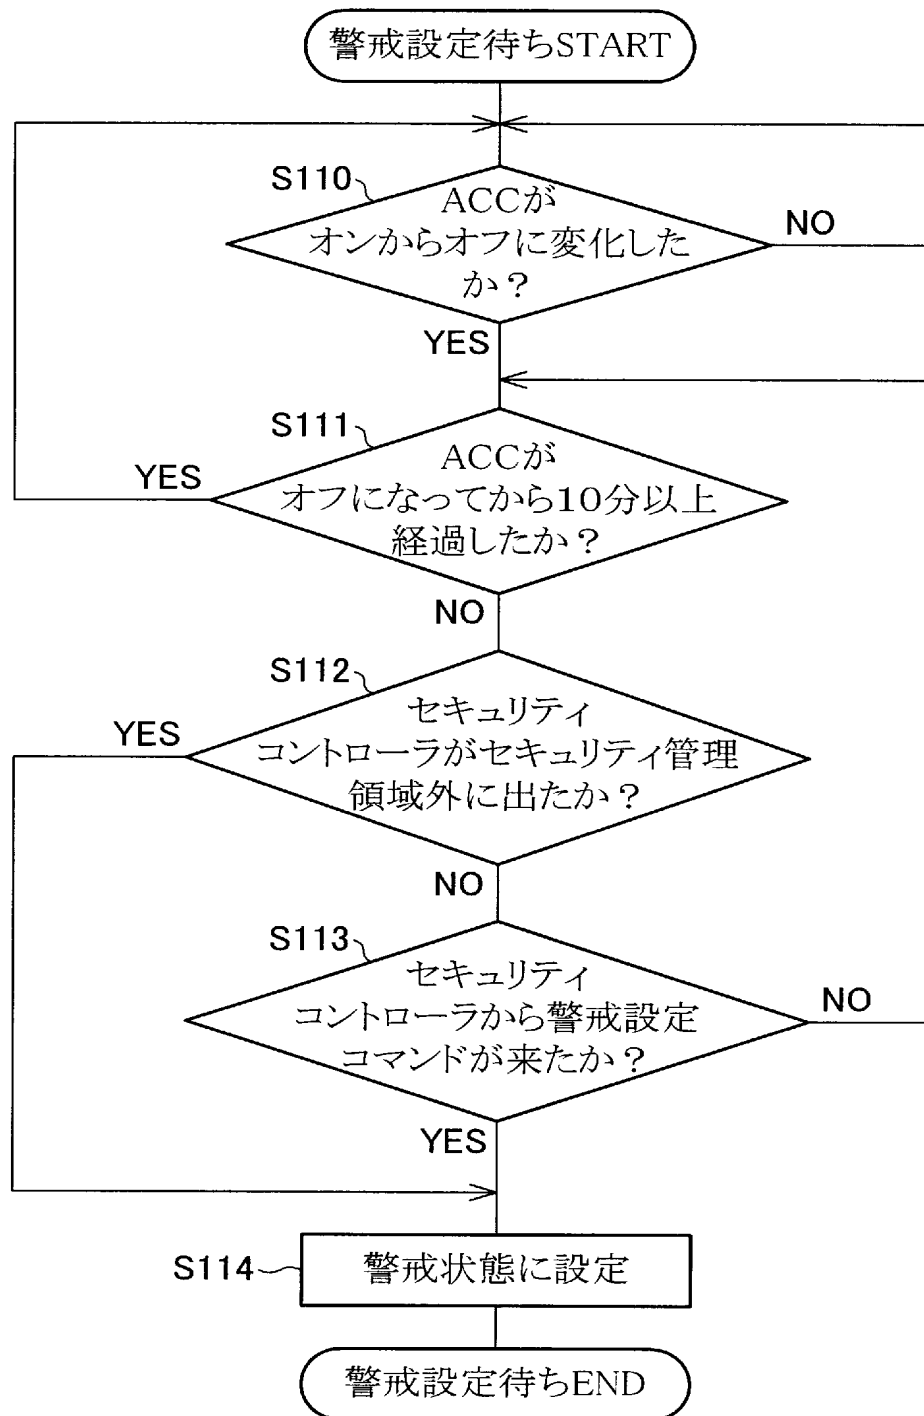 警戒設定待ちSTART
S110
ACCが
オンからオフに変化した
か？
NO
YES
S111
YES
ACCが
オフになってから10分以上
経過したか？
NO
S112
YES
セキュリティ
コントローラがセキュリティ管理
領域外に出たか？
NO
S113
セキュリティ
コントローラから警戒設定
コマンドが来たか？
NO
YES
S114
警戒状態に設定
警戒設定待ちEND